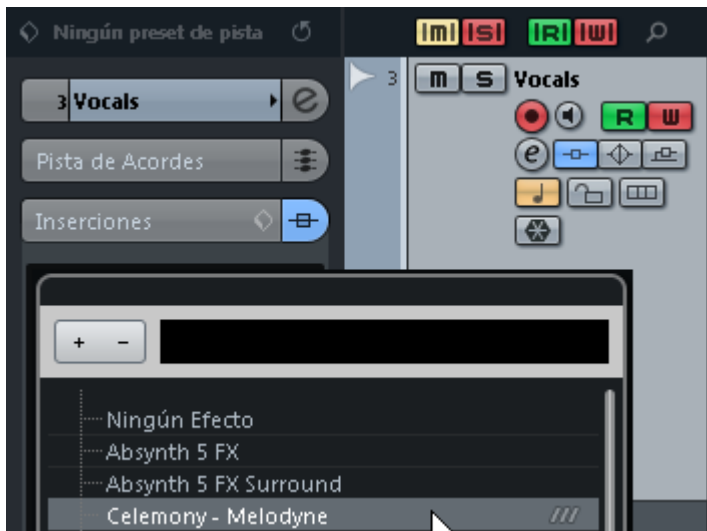 Ningún preset de pista
m S R W
3 Vocals e
3 m S Vocals
R W
Pista de Acordes
e
Inserciones
+ -
Ningún Efecto
Absynth 5 FX
Absynth 5 FX Surround
Celemony - Melodyne